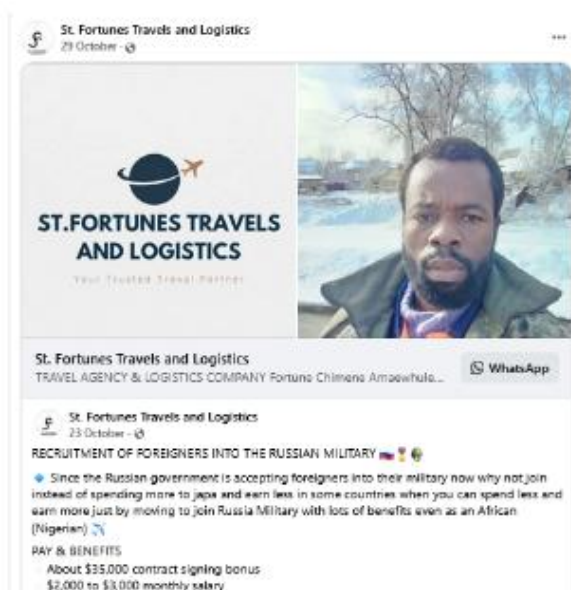 St. Fortunes Travels and Logistics
29 October
ST.FORTUNES TRAVELS
AND LOGISTICS
Your Trusted Travel Partner
St. Fortunes Travels and Logistics
TRAVEL AGENCY & LOGISTICS COMPANY Fortune Chimene Amaewhule...
WhatsApp
St. Fortunes Travels and Logistics
23 October
RECRUITMENT OF FOREIGNERS INTO THE RUSSIAN MILITARY
Since the Russian government is accepting foreigners into their military now why not join
instead of spending more to japa and earn less in some countries when you can spend less and
earn more just by moving to join Russia Military with lots of benefits even as an African
(Nigerian)
PAY & BENEFITS
About $35,000 contract signing bonus
$2,000 to $3,000 monthly salary